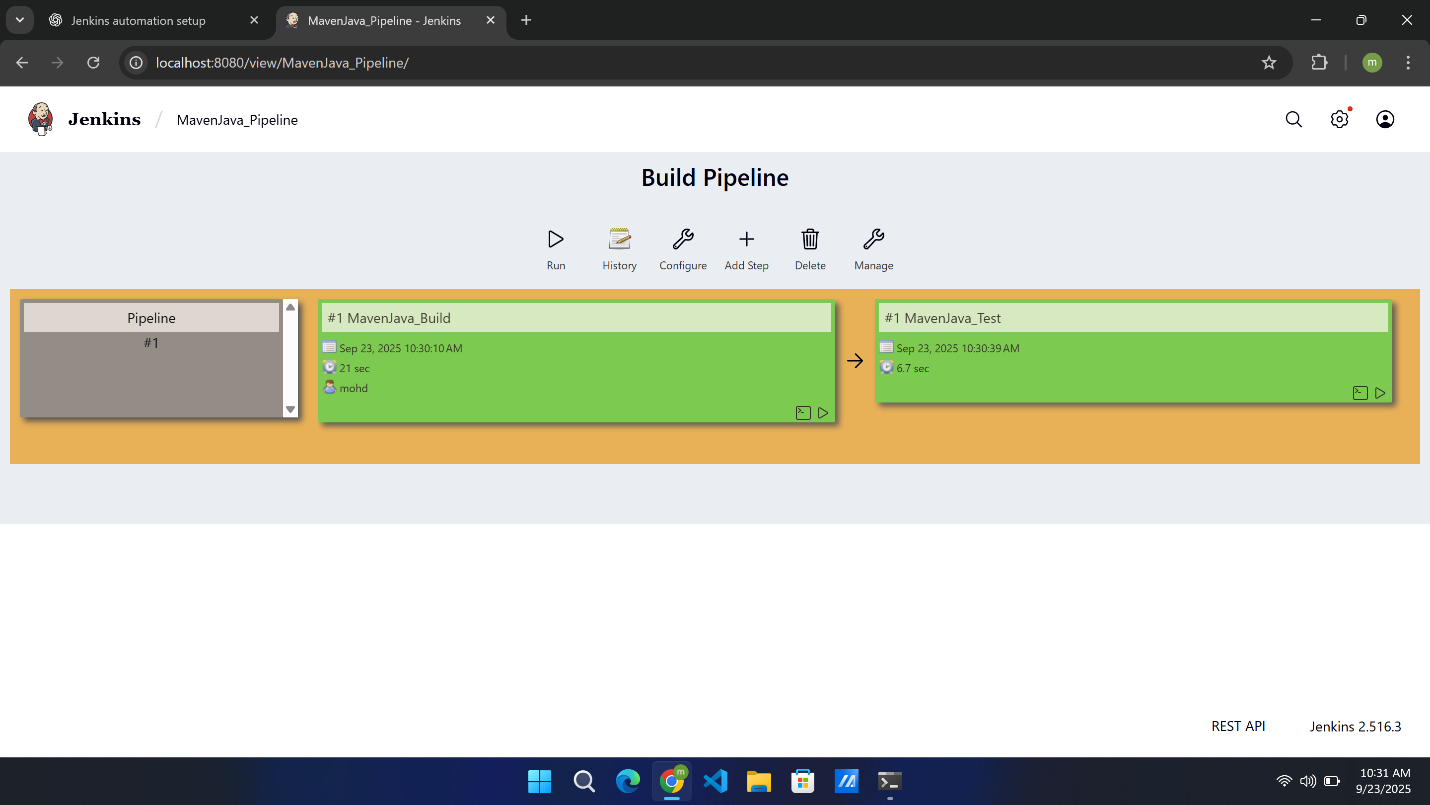 Jenkins automation setup
MavenJava_Pipeline - Jenkins
localhost:8080/view/MavenJava_Pipeline/
m
Jenkins / MavenJava_Pipeline
Build Pipeline
Run
History
Configure
Add Step
Delete
Manage
Pipeline
#1
#1 MavenJava_Build
Sep 23, 2025 10:30:10 AM
21 sec
mohd
#1 MavenJava_Test
Sep 23, 2025 10:30:39 AM
6.7 sec
REST API
Jenkins 2.516.3
m
10:31 AM
9/23/2025